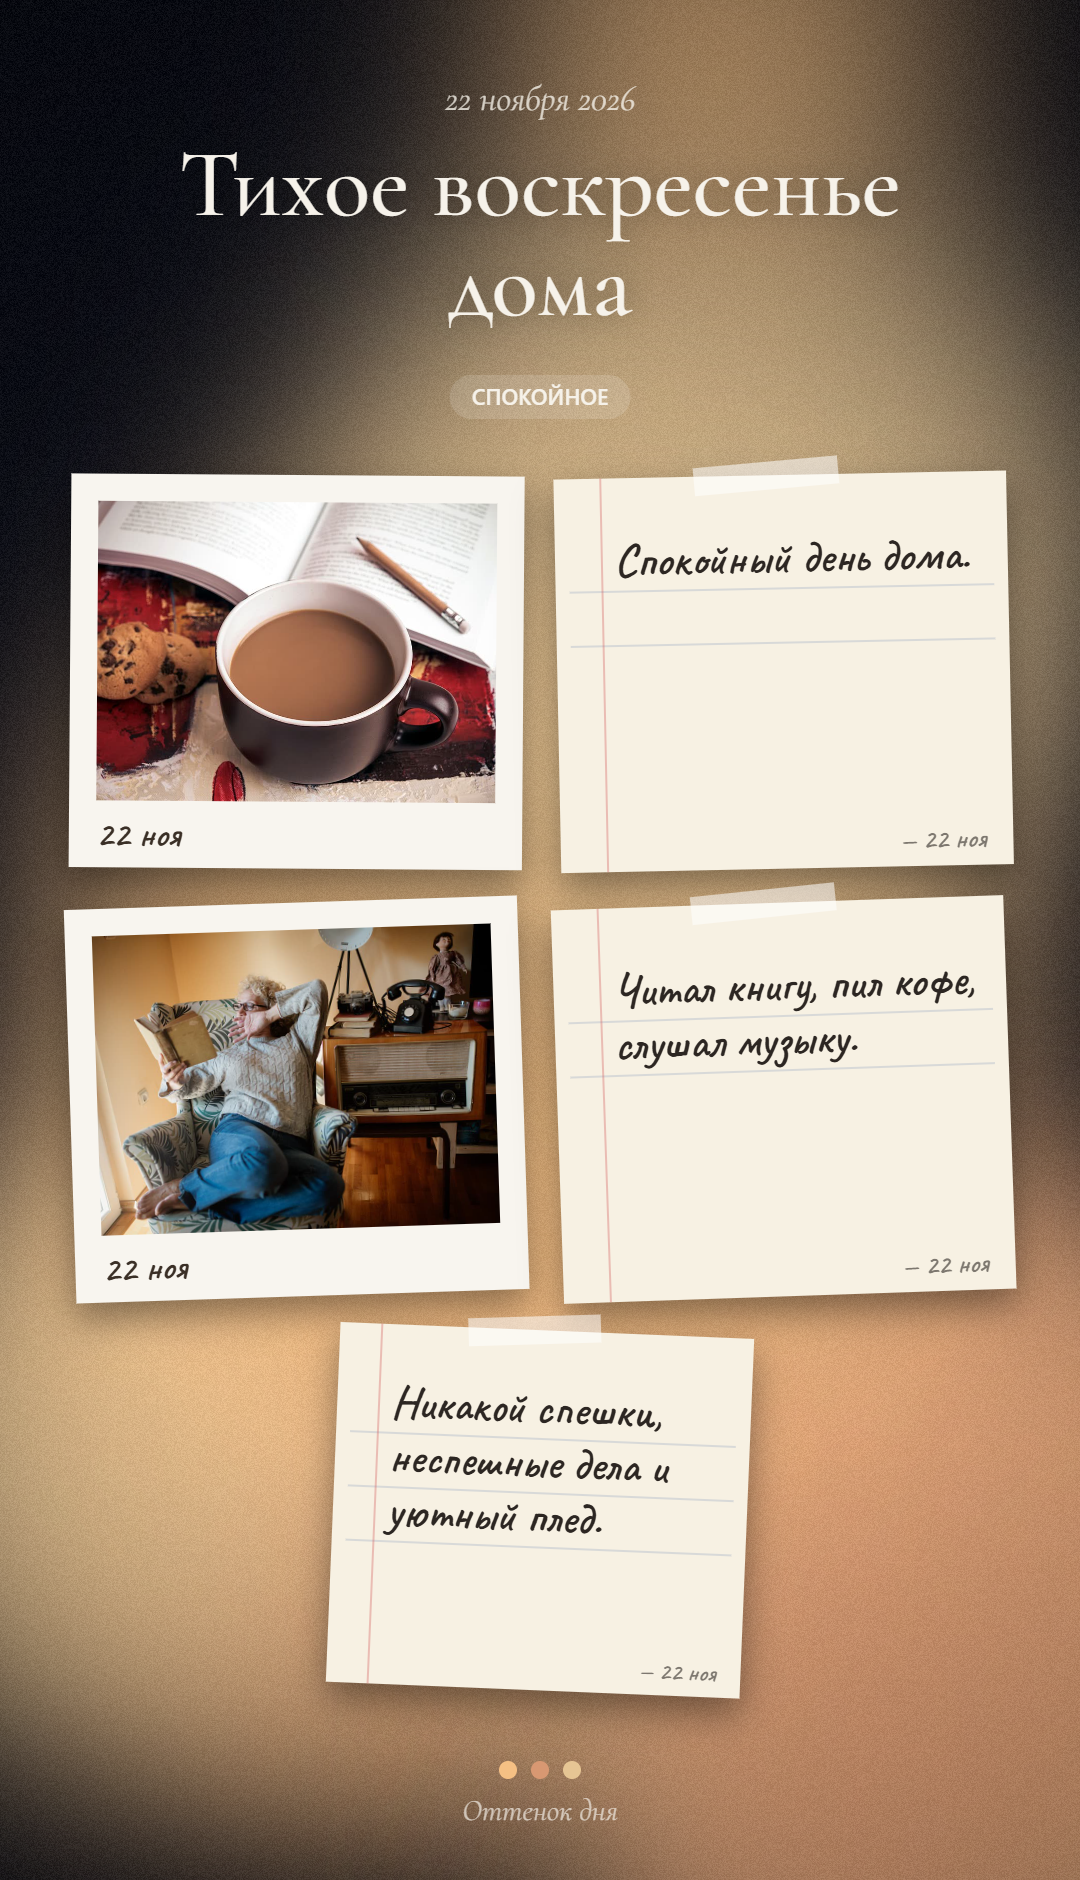 22 ноября 2026
Тихое воскресенье
дома
СПОКОЙНОЕ
22 ноя
Спокойный день дома.
— 22 ноя
22 ноя
Читал книгу, пил кофе,
слушал музыку.
— 22 ноя
Никакой спешки,
неспешные дела и
уютный плед.
— 22 ноя
Оттенок дня